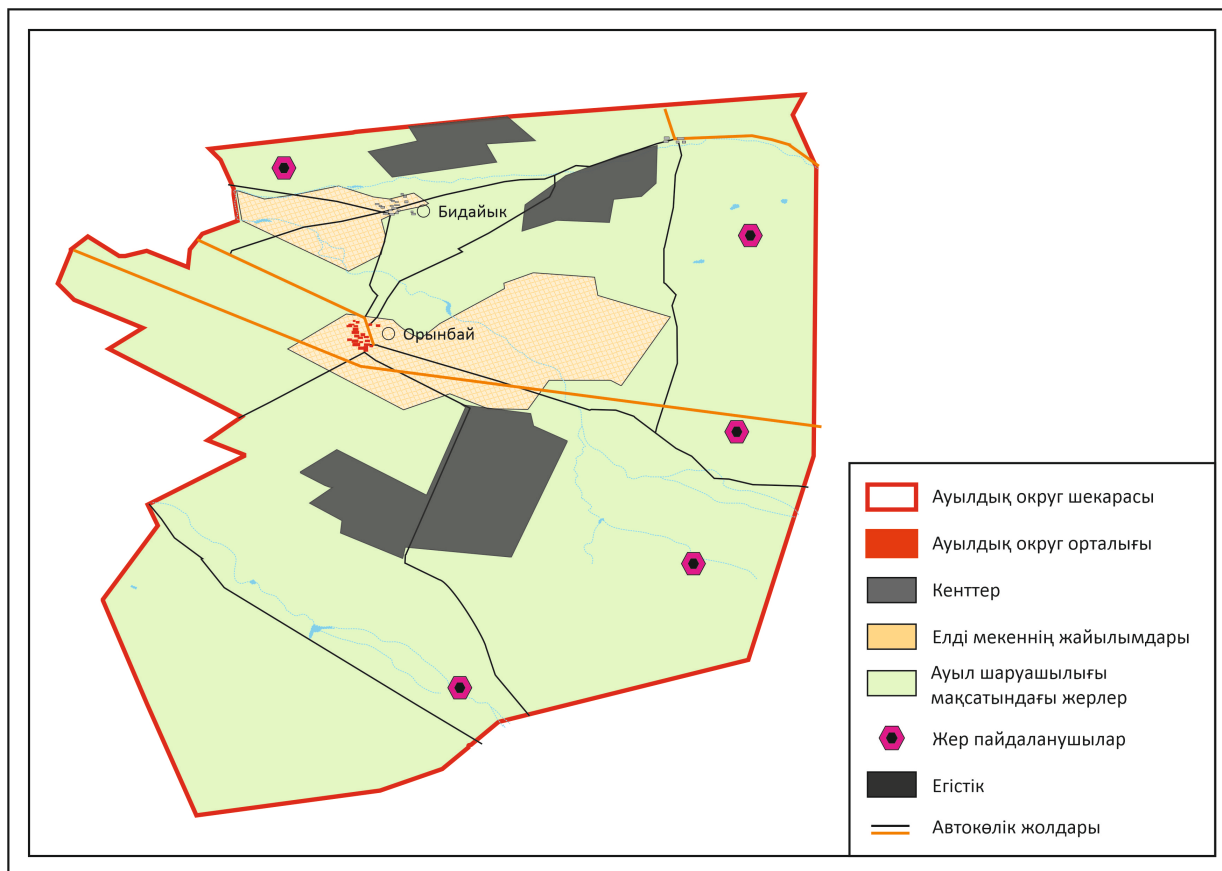 Бидайык
Орынбай
Ауылдық округ шекарасы
Ауылдық округ орталығы
Кенттер
Елді мекеннің жайылымдары
Ауыл шаруашылығы
мақсатындағы жерлер
Жер пайдаланушылар
Егістік
Автокөлік жолдары